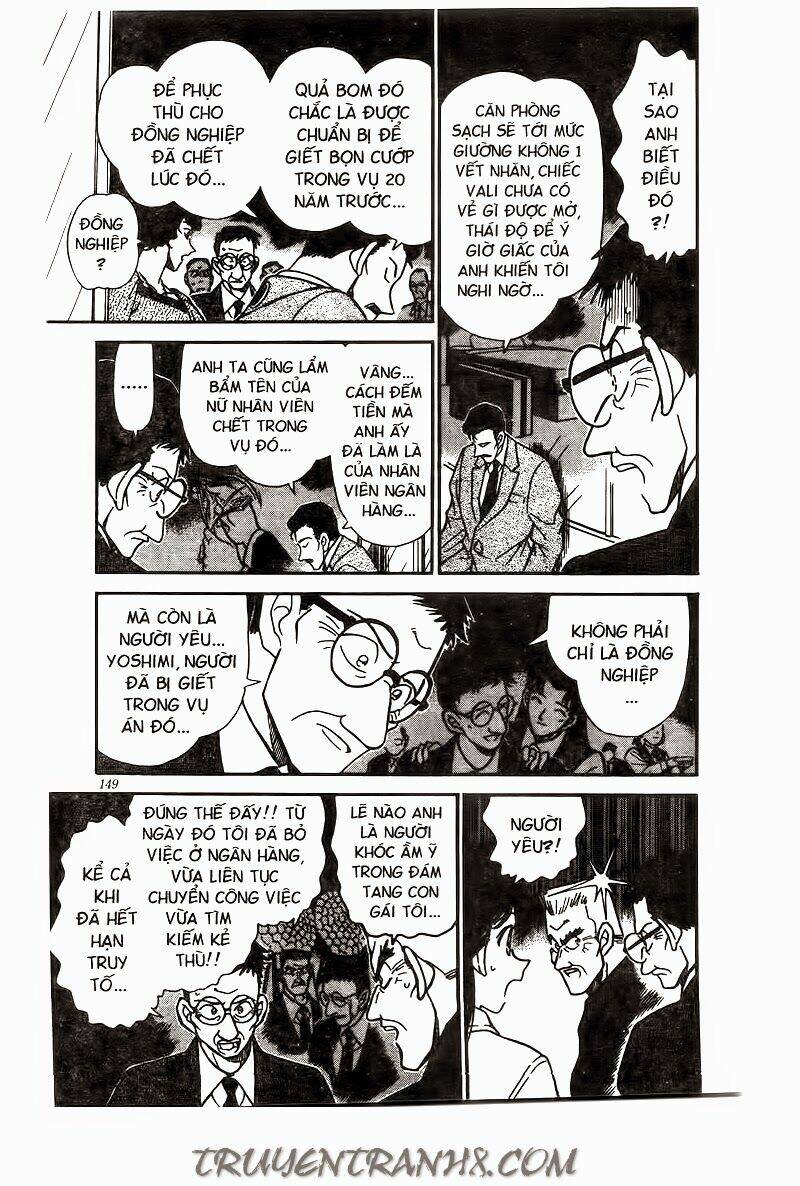 TẠI
SAO
ANH
BIẾT
ĐIỀU
ĐÓ
?!
CĂN PHÒNG
SẠCH SẼ TỚI MỨC
GIƯỜNG KHÔNG 1
VẾT NHĂN, CHIẾC
VALI CHƯA CÓ
VẺ GÌ ĐƯỢC MỞ,
THÁI ĐỘ ĐỂ Ý
GIỜ GIẤC CỦA
ANH KHIẾN TÔI
NGHI NGỜ...
QUẢ BOM ĐÓ
CHẮC LÀ ĐƯỢC
CHUẨN BỊ ĐỂ
GIẾT BỌN CƯỚP
TRONG VỤ 20
NĂM TRƯỚC...
ĐỂ PHỤC
THÙ CHO
ĐỒNG NGHIỆP
ĐÃ CHẾT
LÚC ĐÓ...
ĐỒNG
NGHIỆP
?
VÂNG...
CÁCH ĐẾM
TIỀN MÀ
ANH ẤY
ĐÃ LÀM LÀ
CỦA NHÂN
VIÊN NGÂN
HÀNG...
ANH TA CŨNG LẨM
BẨM TÊN CỦA
NỮ NHÂN VIÊN
CHẾT TRONG
VỤ ĐÓ...
.....
KHÔNG PHẢI
CHỈ LÀ ĐỒNG
NGHIỆP
...
MÀ CÒN LÀ
NGƯỜI YÊU...
YOSHIMI, NGƯỜI
ĐÃ BỊ GIẾT
TRONG VỤ
ÁN ĐÓ...
149
NGƯỜI
YÊU?!
LẼ NÀO ANH
LÀ NGƯỜI
KHÓC ẦM Ỹ
TRONG ĐÁM
TANG CON
GÁI TÔI...
ĐÚNG THẾ ĐẤY!! TỪ
NGÀY ĐÓ TÔI ĐÃ BỎ
VIỆC Ở NGÂN HÀNG,
VỪA LIÊN TỤC
CHUYỂN CÔNG VIỆC
VỪA TÌM
KIẾM KẺ
THÙ!!
KỂ CẢ
KHI
ĐÃ HẾT
HẠN
TRUY
TỐ...
TRUYENTRANH8.COM